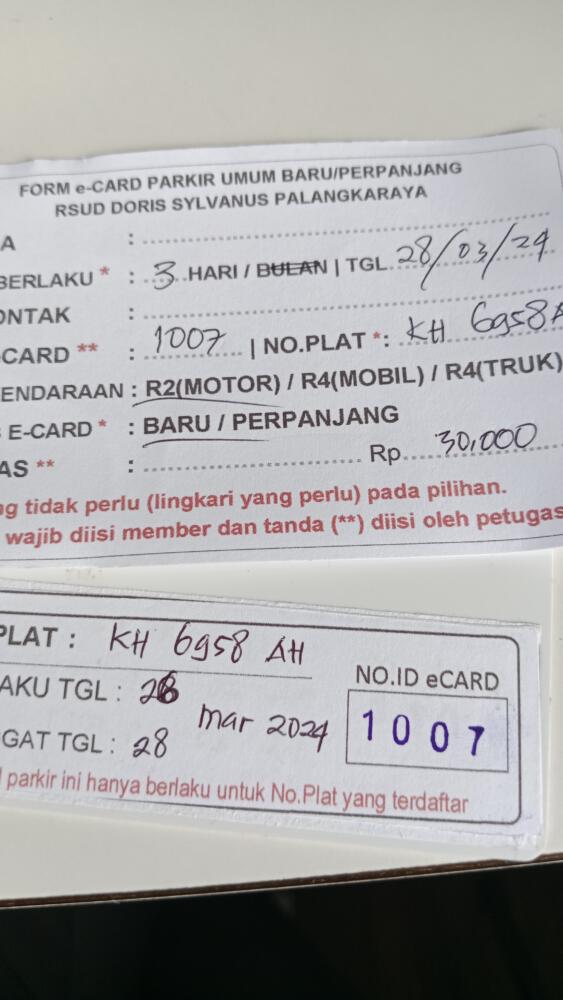 FORM e-CARD PARKIR UMUM BARU/PERPANJANG
RSUD DORIS SYLVANUS PALANGKARAYA
A :
BERLAKU * : 3 HARI / BULAN | TGL 28/03/24
ONTAK :
CARD ** : 1007 | NO.PLAT *: KH 6958 A
ENDARAAN : R2(MOTOR) / R4(MOBIL) / R4(TRUK)
E-CARD * : BARU / PERPANJANG
AS ** : Rp. 30,000
ng tidak perlu (lingkari yang perlu) pada pilihan.
wajib diisi member dan tanda (**) diisi oleh petugas
PLAT : KH 6958 AH
NO.ID eCARD
AKU TGL : 26 Mar 2024
1007
GAT TGL : 28
parkir ini hanya berlaku untuk No.Plat yang terdaftar